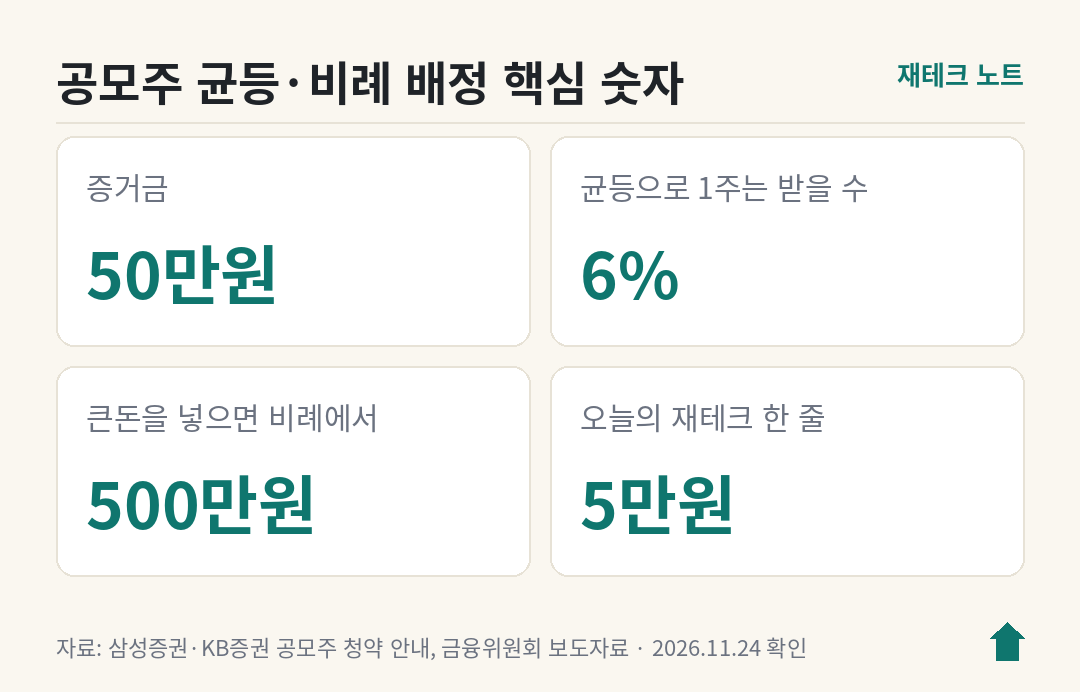 공모주 균등·비례 배정 핵심 숫자
재테크 노트
증거금
50만원
균등으로 1주는 받을 수
6%
큰돈을 넣으면 비례에서
500만원
오늘의 재테크 한 줄
5만원
자료: 삼성증권·KB증권 공모주 청약 안내, 금융위원회 보도자료 · 2026.11.24 확인